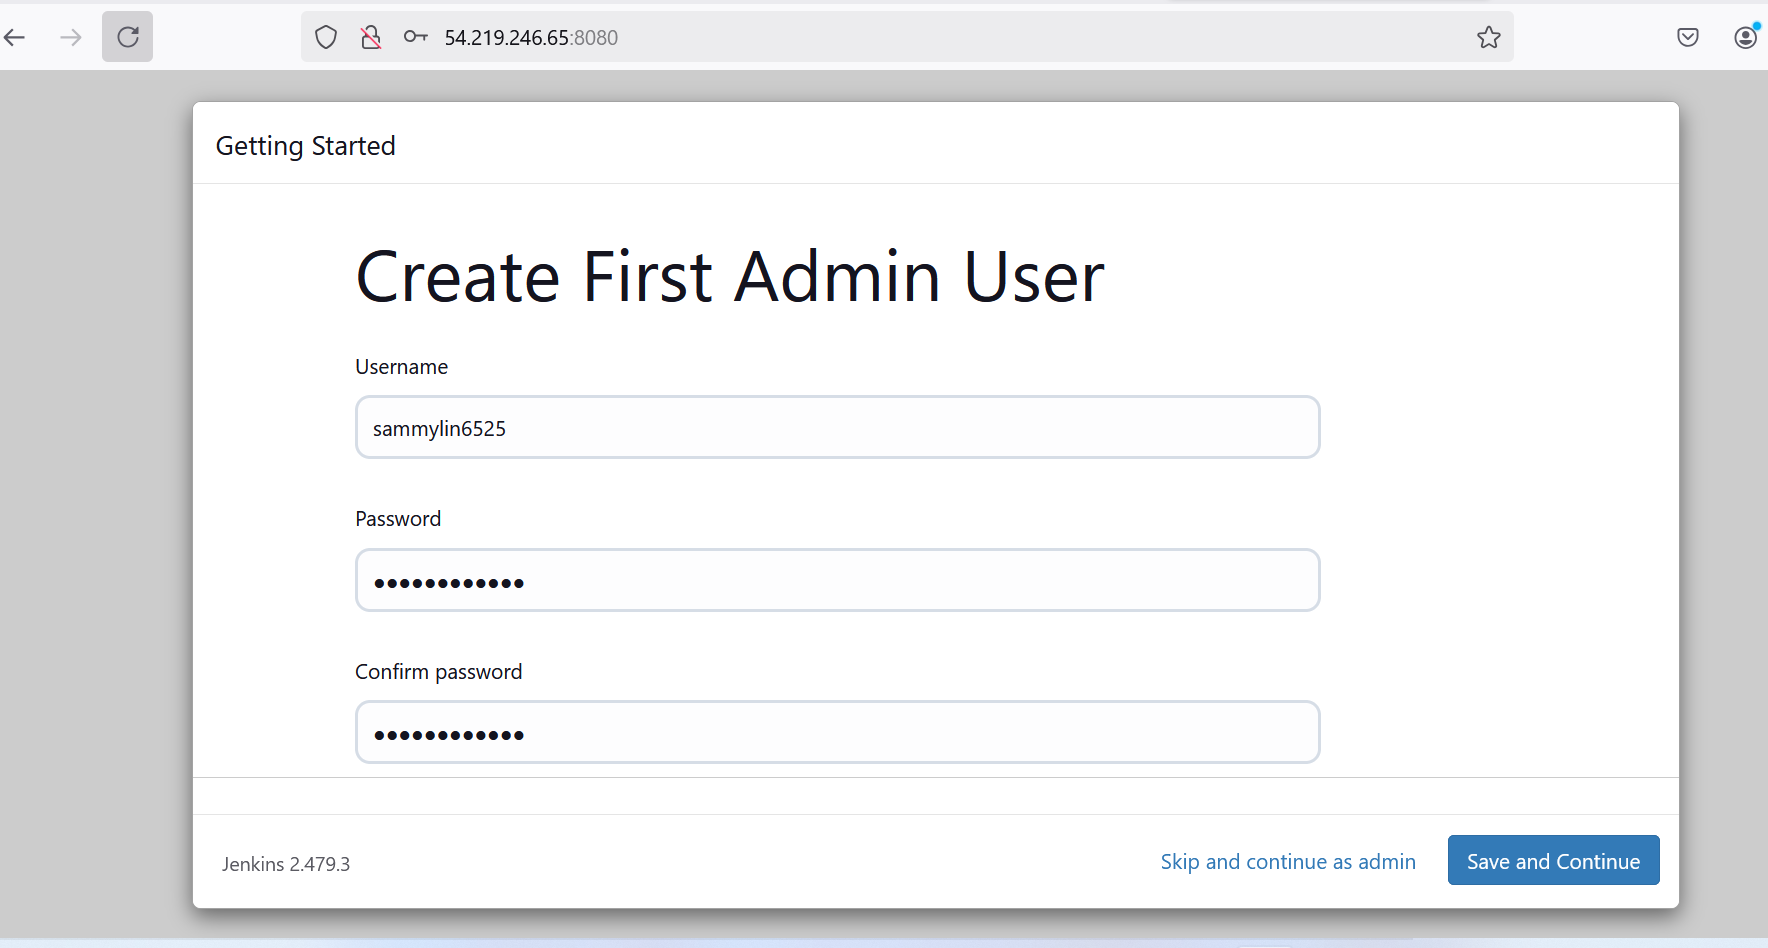 54.219.246.65:8080
Getting Started
Create First Admin User
Username
sammylin6525
Password
••••••••••••
Confirm password
••••••••••••
Jenkins 2.479.3
Skip and continue as admin
Save and Continue